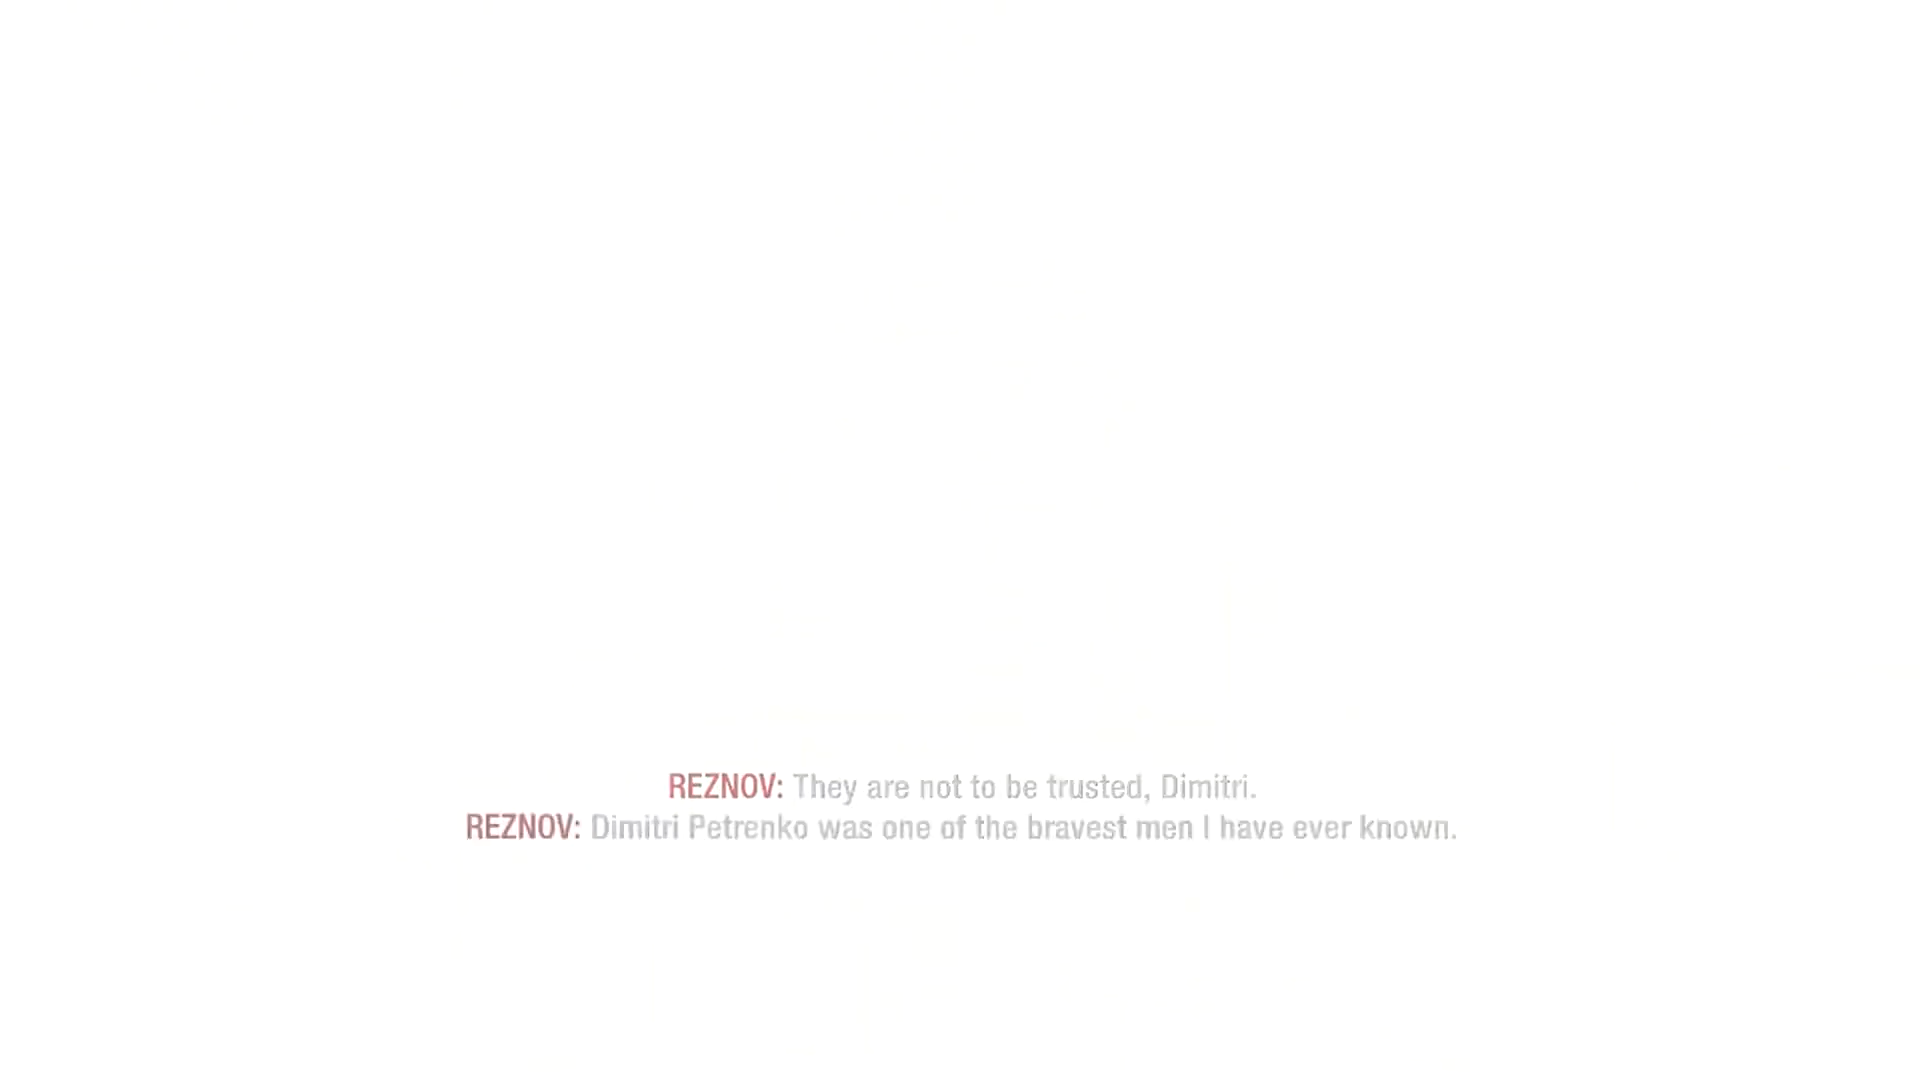 REZNOV: They are not to be trusted, Dimitri.
REZNOV: Dimitri Petrenko was one of the bravest men I have ever known.